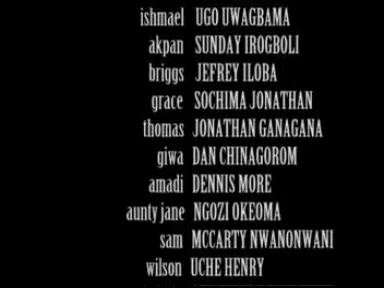 ishmael UGO UWAGBAMA
akpan SUNDAY IROGBOLI
briggs JEFREY ILOBA
grace SOCHIMA JONATHAN
thomas JONATHAN GANAGANA
giwa DAN CHINAGOROM
amadi DENNIS MORE
aunty jane NGOZI OKEOMA
sam MCCARTY NWANONWANI
wilson UCHE HENRY